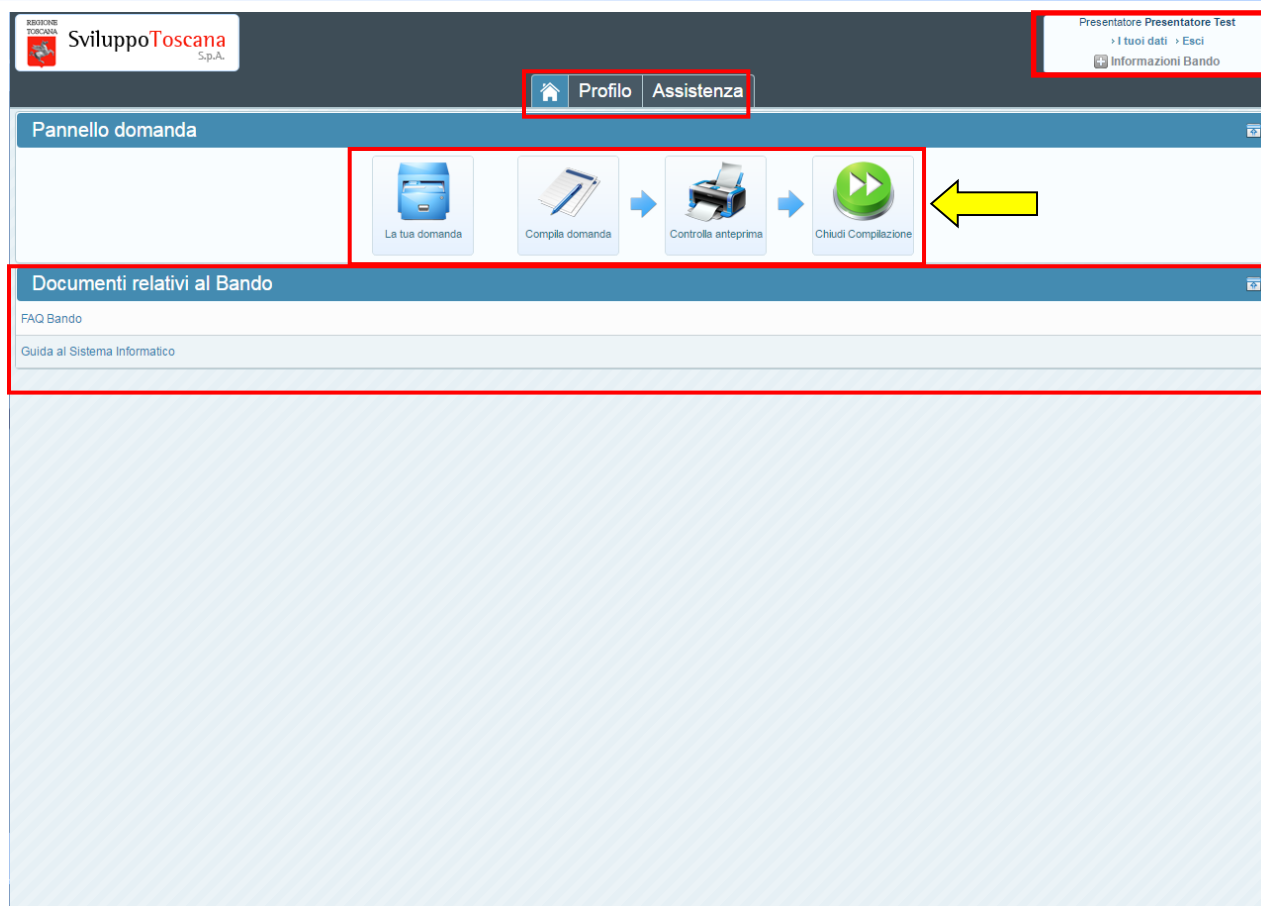 REGIONE
TOSCANA
SviluppoToscana
S.p.A.
Presentatore Presentatore Test
› I tuoi dati › Esci
Informazioni Bando
Profilo Assistenza
Pannello domanda
La tua domanda Compila domanda Controlla anteprima Chiudi Compilazione
Documenti relativi al Bando
FAQ Bando
Guida al Sistema Informatico